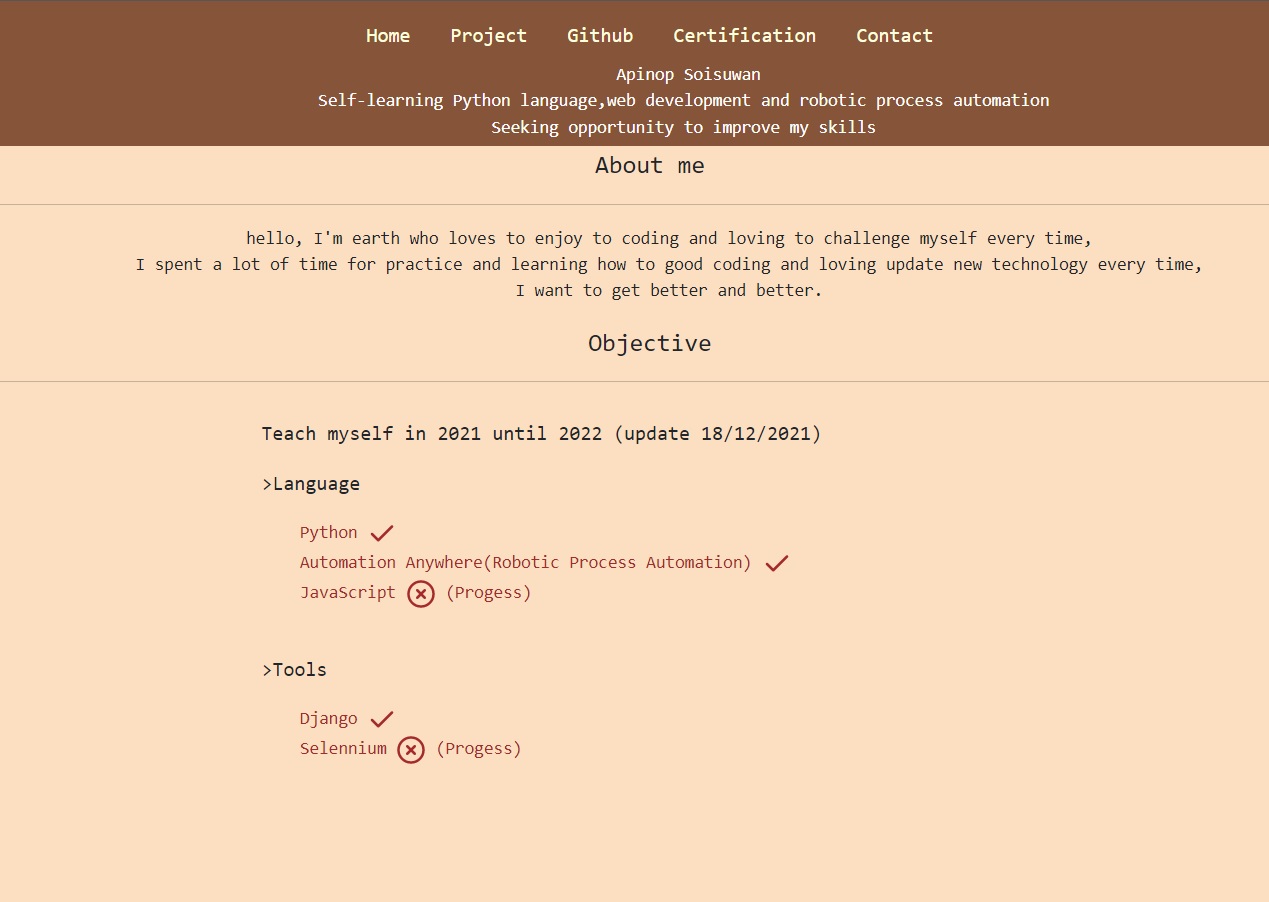 Home Project Github Certification Contact
Apinop Soisuwan
Self-learning Python language,web development and robotic process automation
Seeking opportunity to improve my skills
About me
hello, I'm earth who loves to enjoy to coding and loving to challenge myself every time,
I spent a lot of time for practice and learning how to good coding and loving update new technology every time,
I want to get better and better.
Objective
Teach myself in 2021 until 2022 (update 18/12/2021)
>Language
Python
Automation Anywhere(Robotic Process Automation)
JavaScript (Progess)
>Tools
Django
Selennium (Progess)